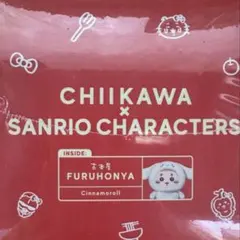 CHIIKAWA
×
SANRIO CHARACTERS
INSIDE:
古本屋
FURUHONYA
Cinnamoroll